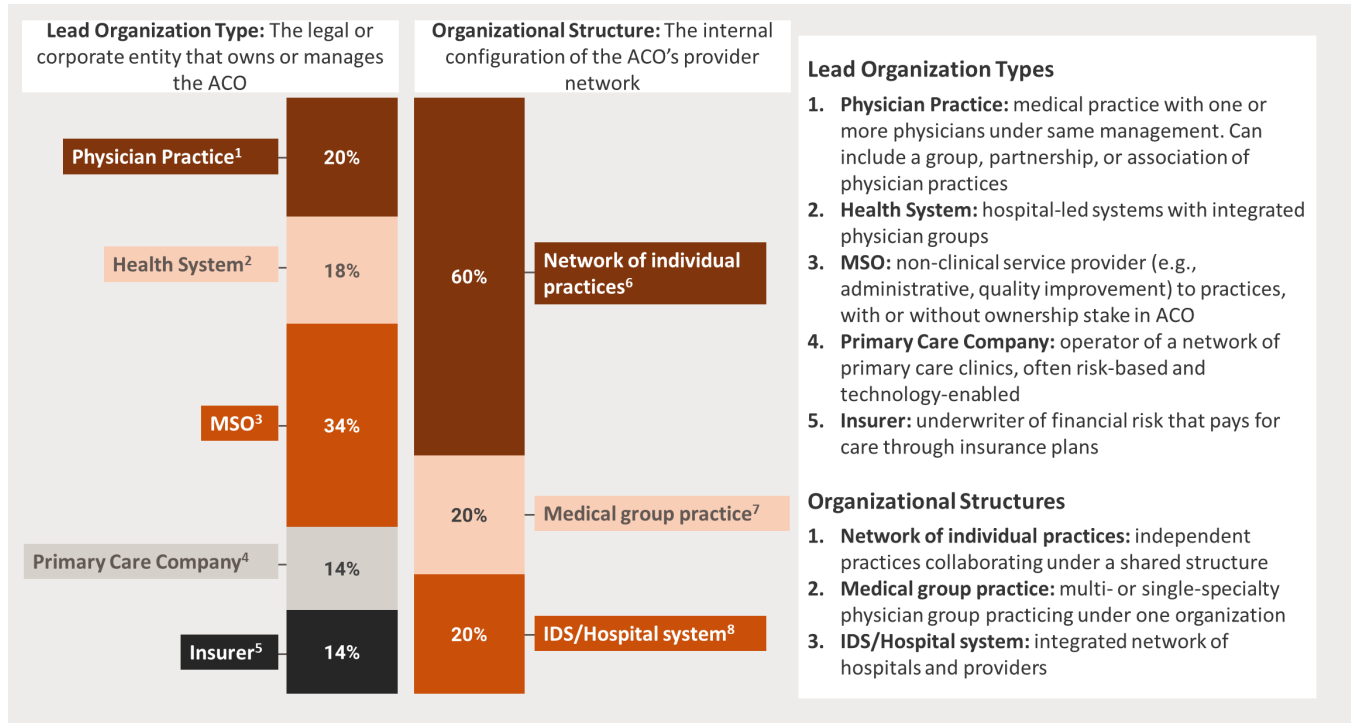 Lead Organization Type: The legal or
corporate entity that owns or manages
the ACO
Organizational Structure: The internal
configuration of the ACO's provider
network
Physician Practice¹
20%
Health System²
18%
MSO³
34%
Primary Care Company⁴
14%
Insurer⁵
14%
60%
Network of individual
practices⁶
20%
Medical group practice⁷
20%
IDS/Hospital system⁸
Lead Organization Types
1. Physician Practice: medical practice with one or
more physicians under same management. Can
include a group, partnership, or association of
physician practices
2. Health System: hospital-led systems with integrated
physician groups
3. MSO: non-clinical service provider (e.g.,
administrative, quality improvement) to practices,
with or without ownership stake in ACO
4. Primary Care Company: operator of a network of
primary care clinics, often risk-based and
technology-enabled
5. Insurer: underwriter of financial risk that pays for
care through insurance plans
Organizational Structures
1. Network of individual practices: independent
practices collaborating under a shared structure
2. Medical group practice: multi- or single-specialty
physician group practicing under one organization
3. IDS/Hospital system: integrated network of
hospitals and providers